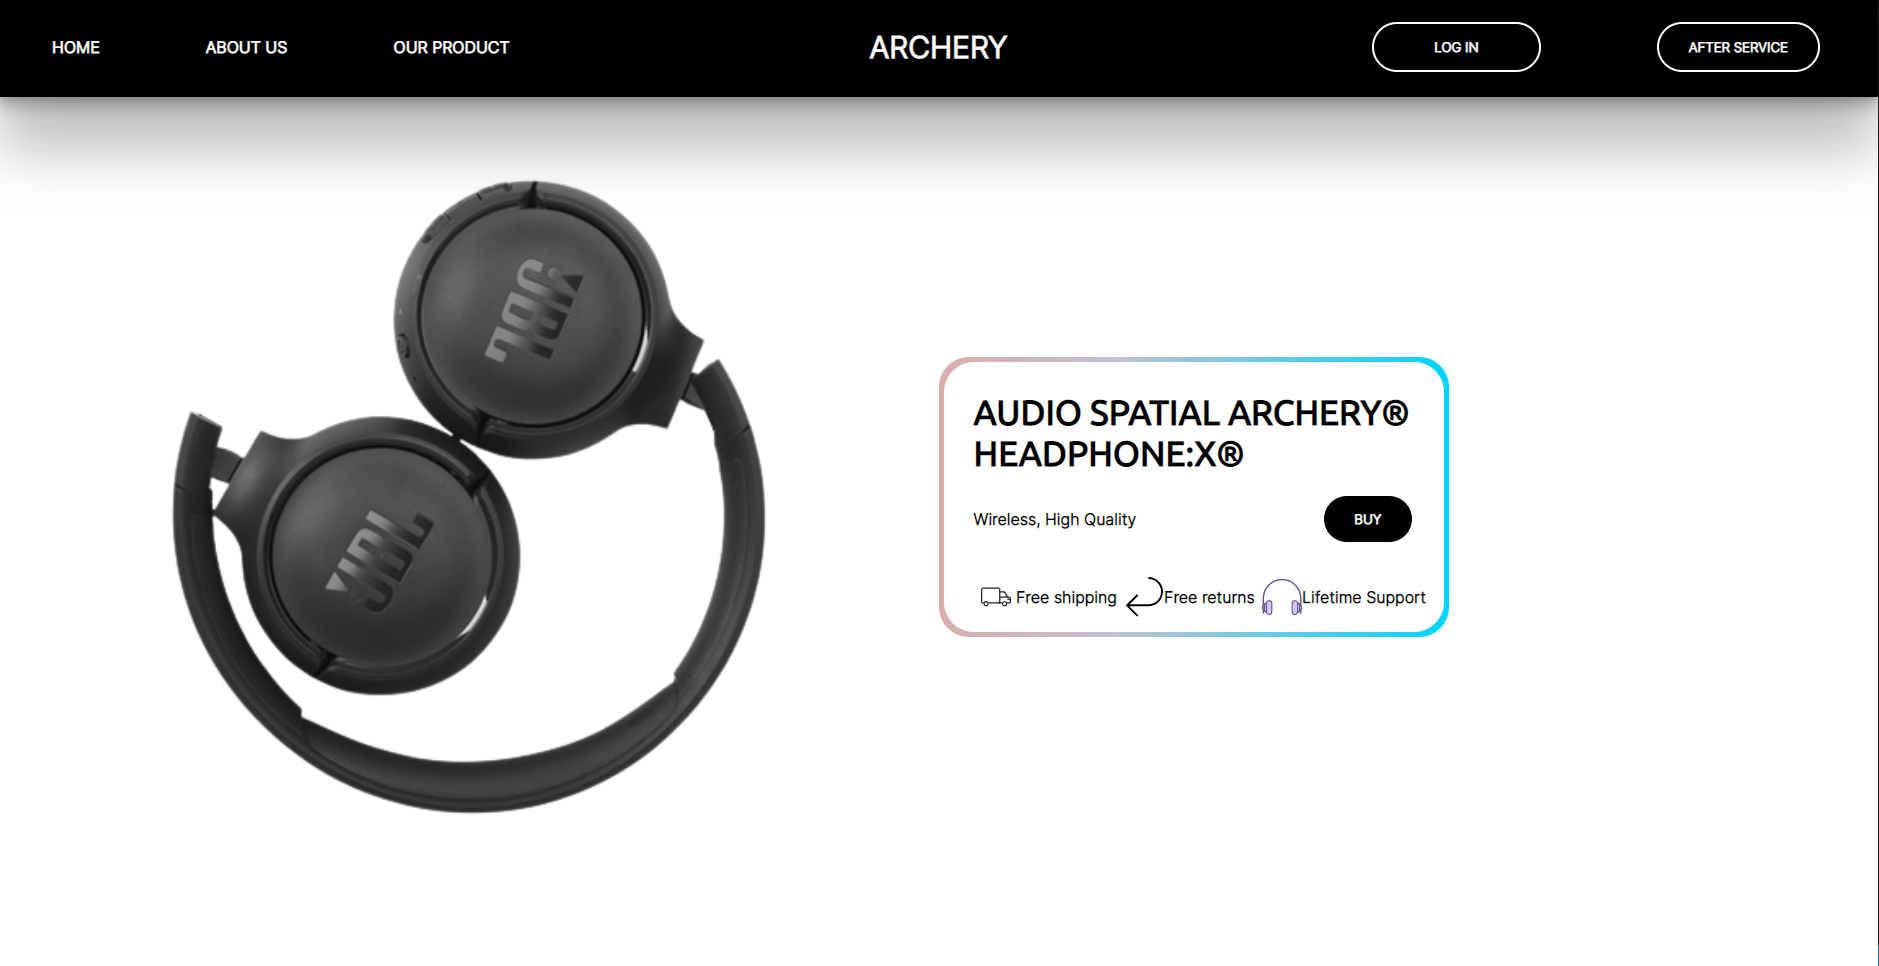 HOME
ABOUT US
OUR PRODUCT
ARCHERY
LOG IN
AFTER SERVICE
JBL
JBL
AUDIO SPATIAL ARCHERY®
HEADPHONE:X®
Wireless, High Quality
BUY
Free shipping
Free returns
Lifetime Support